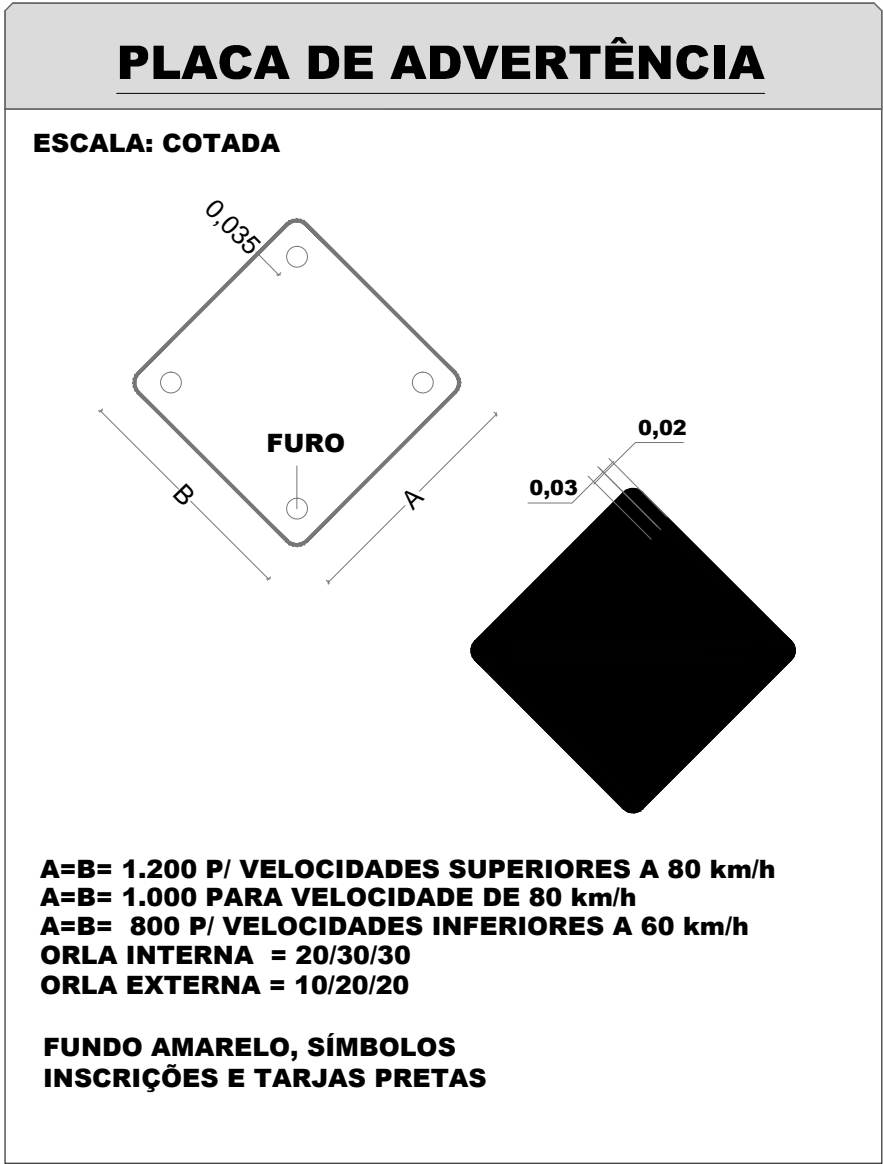 PLACA DE ADVERTÊNCIA
ESCALA: COTADA
0,035
FURO
B
A
0,02
0,03
A=B= 1.200 P/ VELOCIDADES SUPERIORES A 80 km/h
A=B= 1.000 PARA VELOCIDADE DE 80 km/h
A=B= 800 P/ VELOCIDADES INFERIORES A 60 km/h
ORLA INTERNA = 20/30/30
ORLA EXTERNA = 10/20/20
FUNDO AMARELO, SÍMBOLOS
INSCRIÇÕES E TARJAS PRETAS